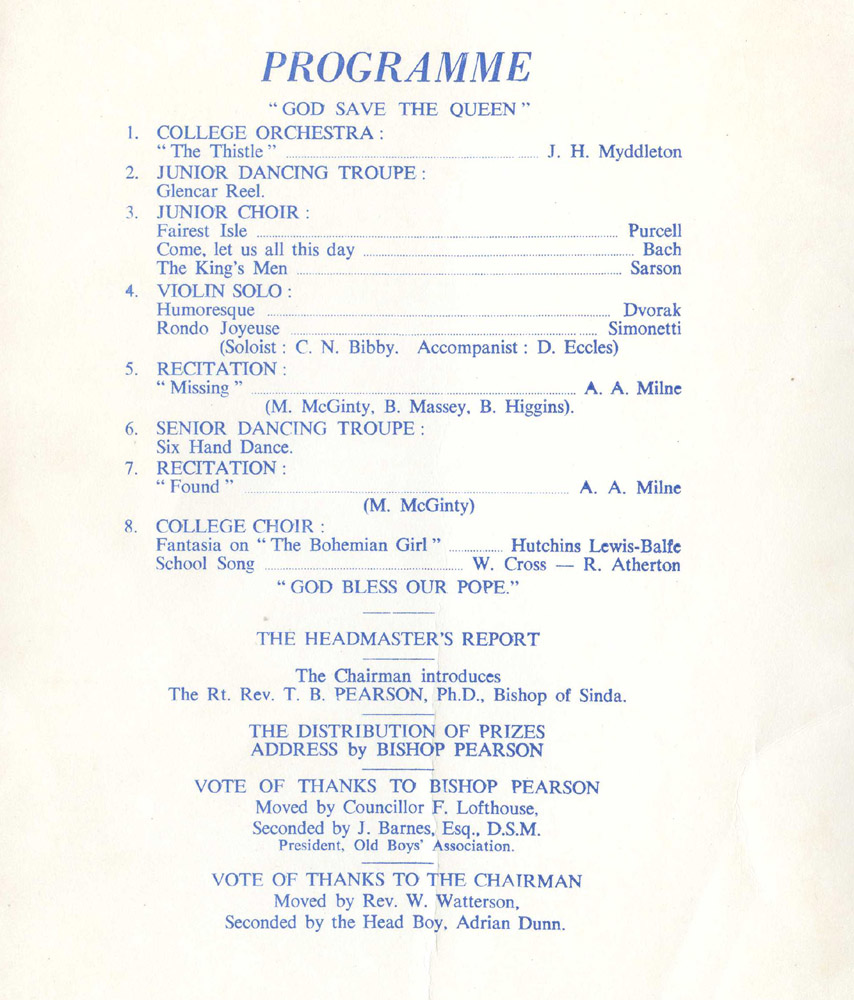 PROGRAMME
“GOD SAVE THE QUEEN”
1. COLLEGE ORCHESTRA :
“The Thistle” ........ J. H. Myddleton
2. JUNIOR DANCING TROUPE :
Glencar Reel.
3. JUNIOR CHOIR :
Fairest Isle ........ Purcell
Come, let us all this day ........ Bach
The King's Men ........ Sarson
4. VIOLIN SOLO :
Humoresque ........ Dvorak
Rondo Joyeuse ........ Simonetti
(Soloist : C. N. Bibby. Accompanist : D. Eccles)
5. RECITATION :
“Missing” ........ A. A. Milne
(M. McGinty, B. Massey, B. Higgins).
6. SENIOR DANCING TROUPE :
Six Hand Dance.
7. RECITATION :
“Found” ........ A. A. Milne
(M. McGinty)
8. COLLEGE CHOIR :
Fantasia on “The Bohemian Girl” ........ Hutchins Lewis-Balfe
School Song ........ W. Cross — R. Atherton
“GOD BLESS OUR POPE.”
THE HEADMASTER'S REPORT
The Chairman introduces
The Rt. Rev. T. B. PEARSON, Ph.D., Bishop of Sinda.
THE DISTRIBUTION OF PRIZES
ADDRESS by BISHOP PEARSON
VOTE OF THANKS TO BISHOP PEARSON
Moved by Councillor F. Lofthouse,
Seconded by J. Barnes, Esq., D.S.M.
President, Old Boys' Association.
VOTE OF THANKS TO THE CHAIRMAN
Moved by Rev. W. Watterson,
Seconded by the Head Boy, Adrian Dunn.